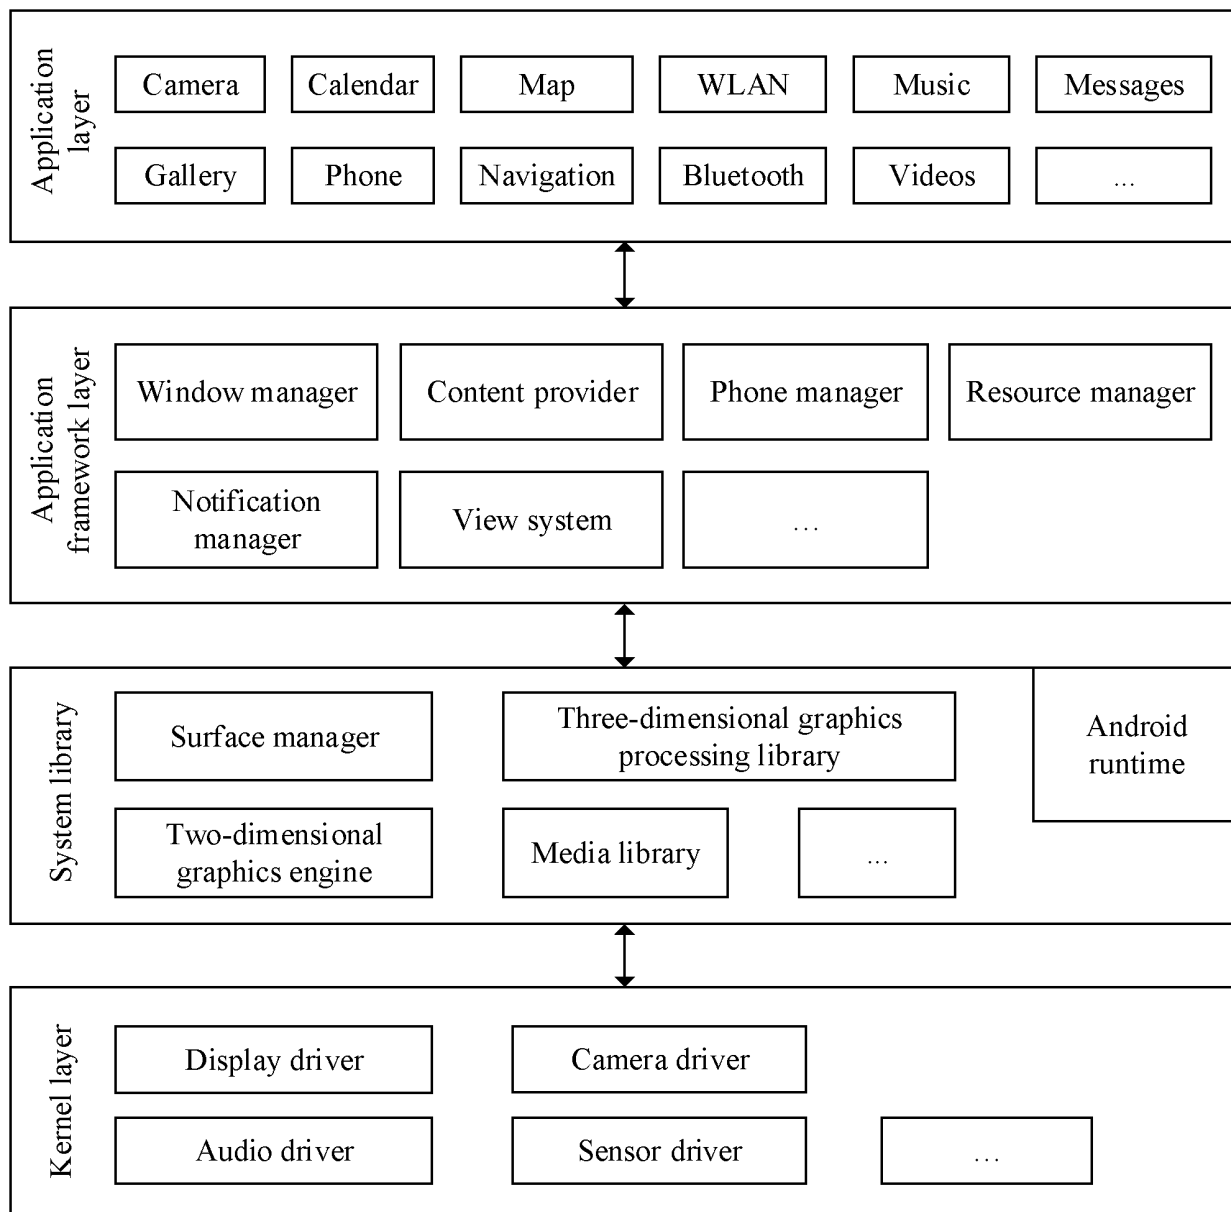 Application
layer
Camera
Calendar
Map
WLAN
Music
Messages
Gallery
Phone
Navigation
Bluetooth
Videos
...
Application
framework layer
Window manager
Content provider
Phone manager
Resource manager
Notification
manager
View system
...
System library
Surface manager
Three-dimensional graphics
processing library
Android
runtime
Two-dimensional
graphics engine
Media library
...
Kernel layer
Display driver
Camera driver
Audio driver
Sensor driver
...